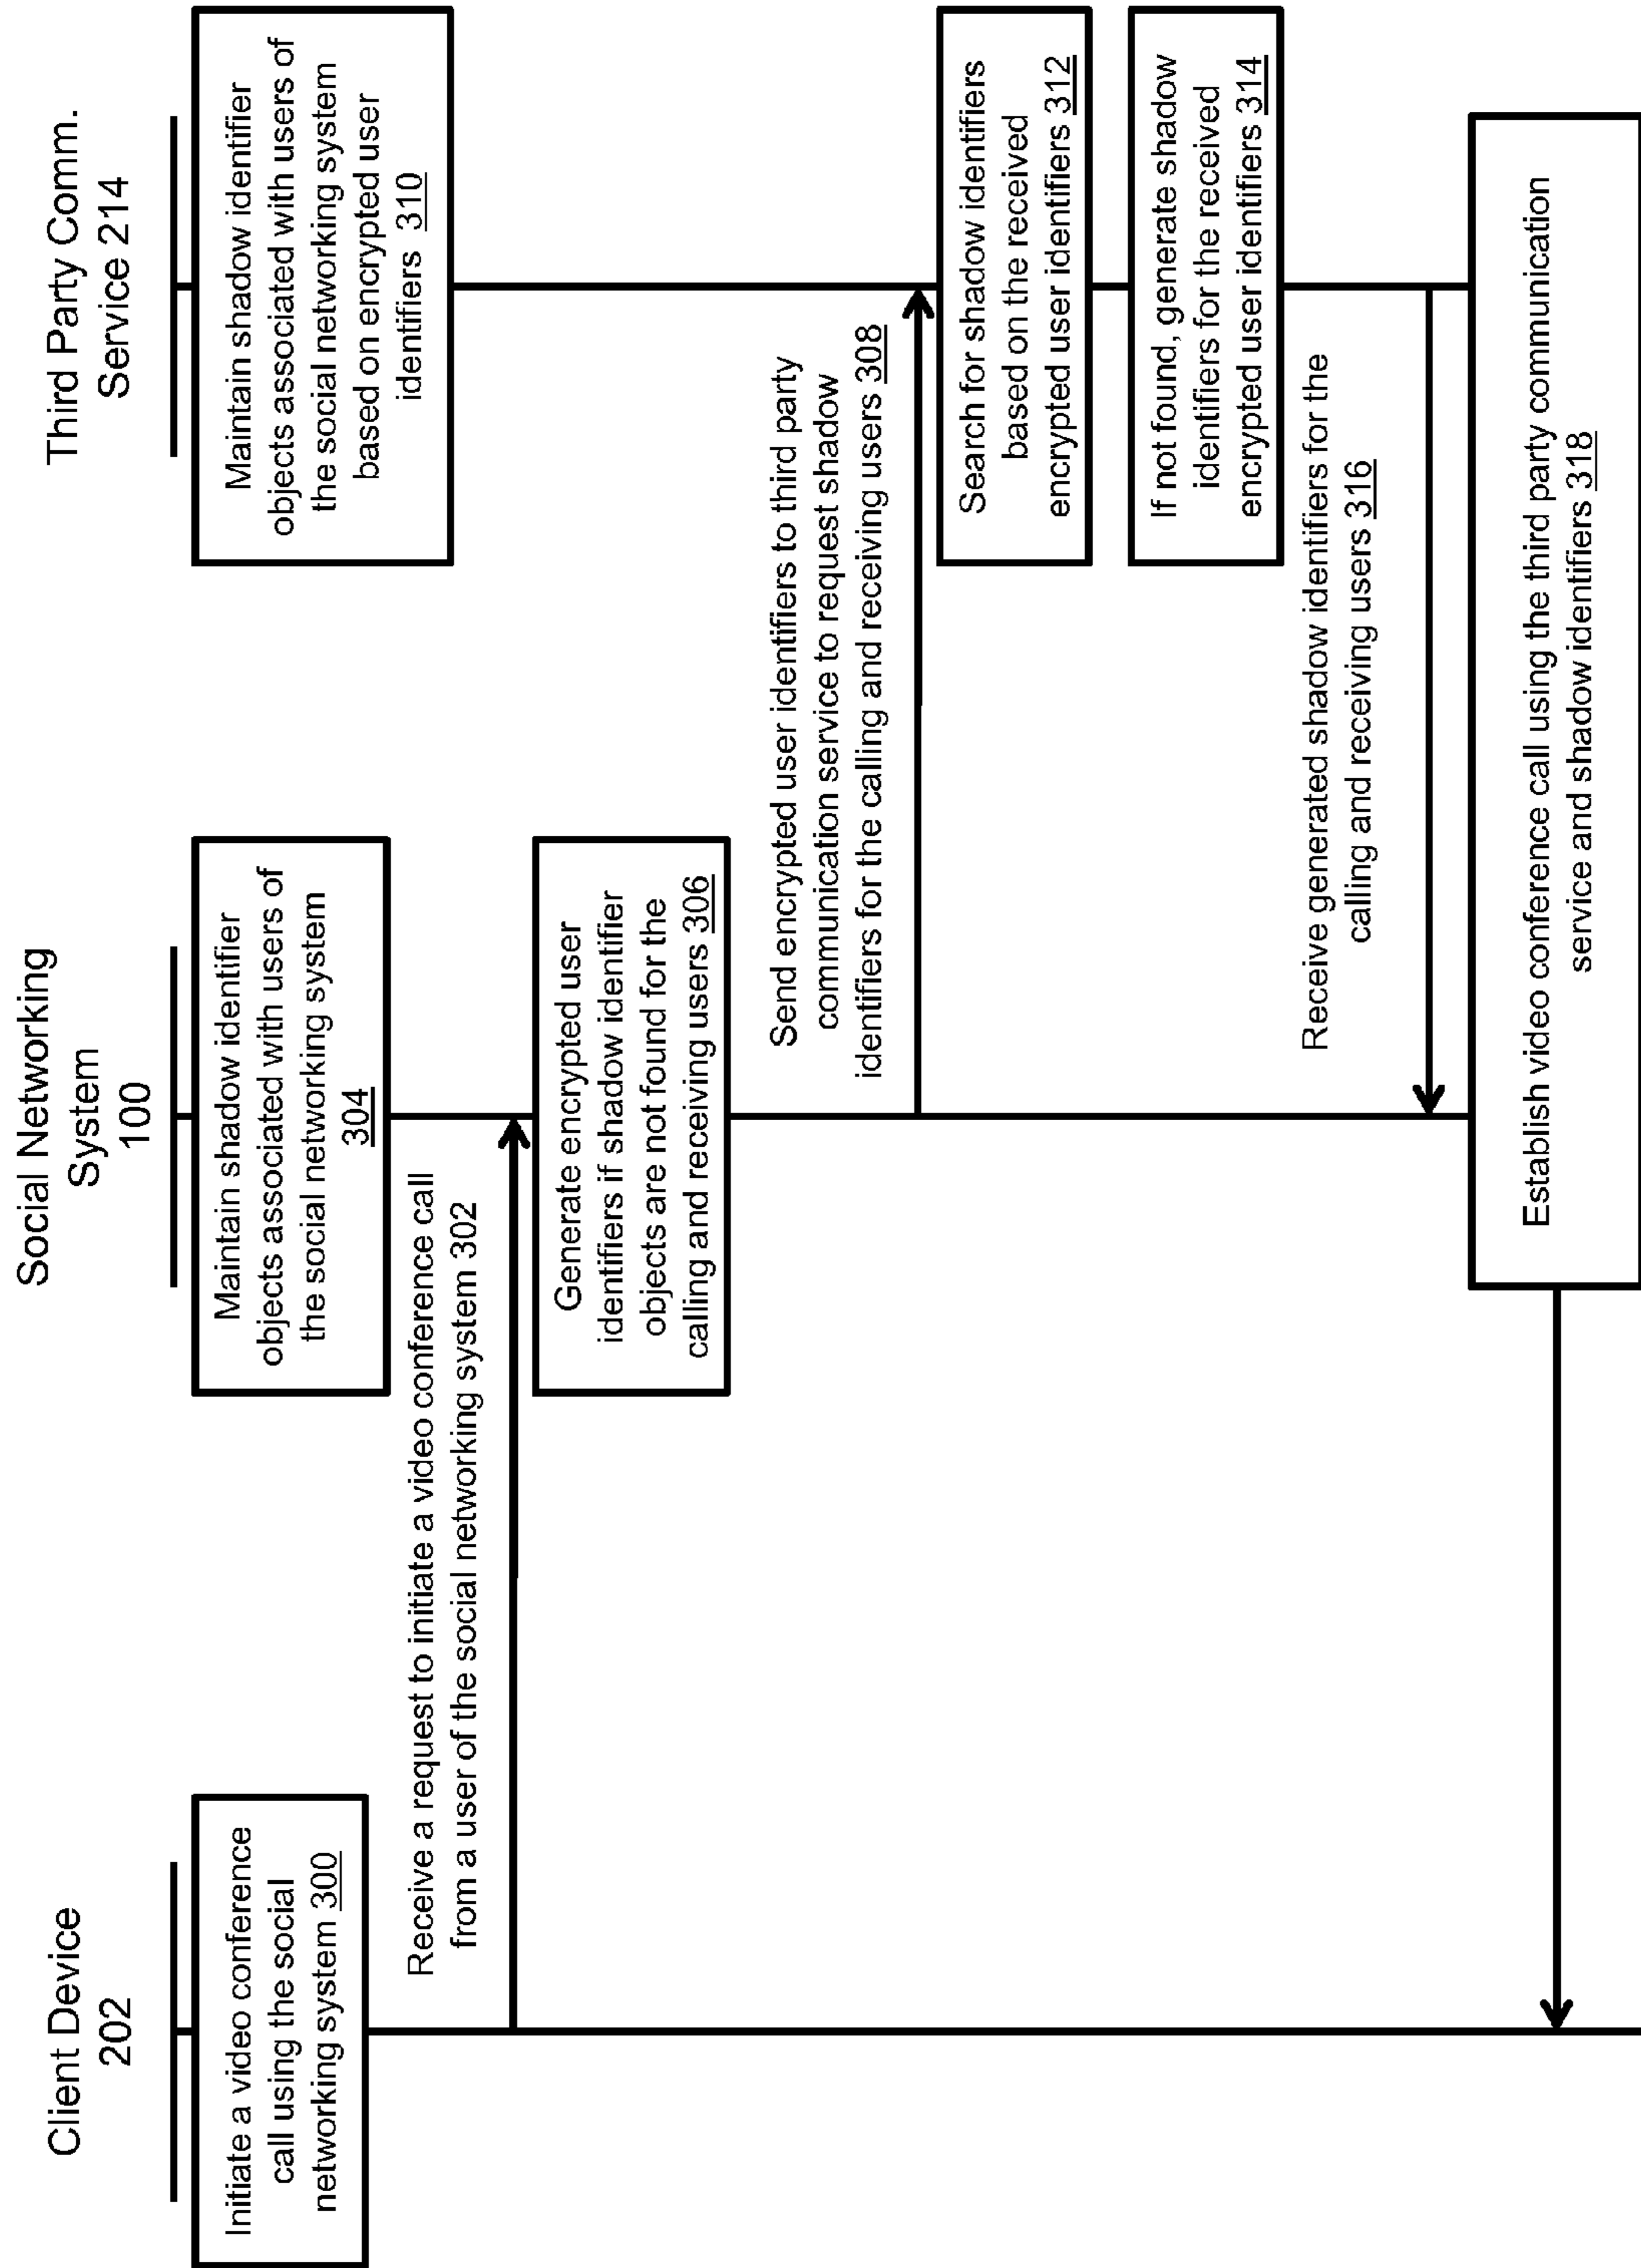 Client Device
202
Social Networking
System
100
Third Party Comm.
Service 214
Initiate a video conference
call using the social
networking system 300
Maintain shadow identifier
objects associated with users of
the social networking system
304
Maintain shadow identifier
objects associated with users of
the social networking system
based on encrypted user
identifiers 310
Receive a request to initiate a video conference call
from a user of the social networking system 302
Generate encrypted user
identifiers if shadow identifier
objects are not found for the
calling and receiving users 306
Send encrypted user identifiers to third party
communication service to request shadow
identifiers for the calling and receiving users 308
Search for shadow identifiers
based on the received
encrypted user identifiers 312
If not found, generate shadow
identifiers for the received
encrypted user identifiers 314
Receive generated shadow identifiers for the
calling and receiving users 316
Establish video conference call using the third party communication
service and shadow identifiers 318